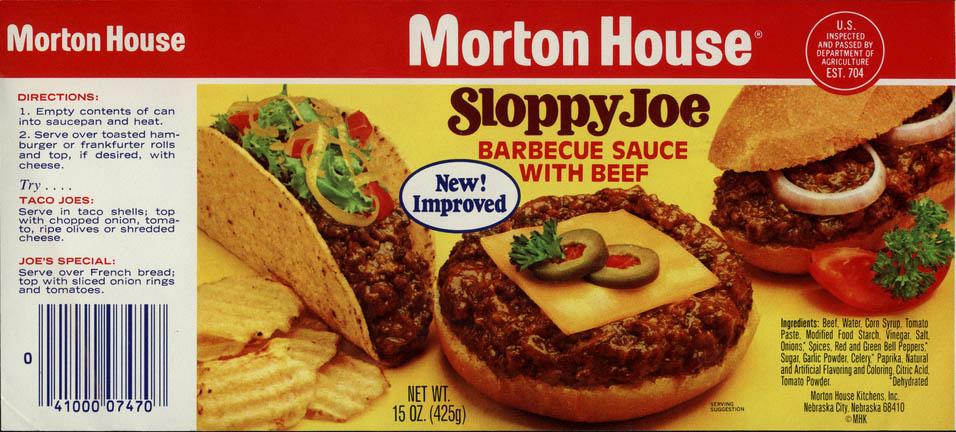 Morton House
DIRECTIONS:
1. Empty contents of can
into saucepan and heat.
2. Serve over toasted ham-
burger or frankfurter rolls
and top, if desired, with
cheese.
Try . . . .
TACO JOES:
Serve in taco shells; top
with chopped onion, toma-
to, ripe olives or shredded
cheese.
JOE'S SPECIAL:
Serve over French bread;
top with sliced onion rings
and tomatoes.
0
41000 07470
Morton House®
U.S.
INSPECTED
AND PASSED BY
DEPARTMENT OF
AGRICULTURE
EST. 704
Sloppy Joe
BARBECUE SAUCE
WITH BEEF
New!
Improved
NET WT.
15 OZ. (425g)
SERVING
SUGGESTION
Ingredients: Beef, Water, Corn Syrup, Tomato
Paste, Modified Food Starch, Vinegar, Salt,
Onions,* Spices, Red and Green Bell Peppers,*
Sugar, Garlic Powder, Celery,* Paprika, Natural
and Artificial Flavoring and Coloring, Citric Acid,
Tomato Powder. *Dehydrated
Morton House Kitchens, Inc.
Nebraska City, Nebraska 68410
©MHK